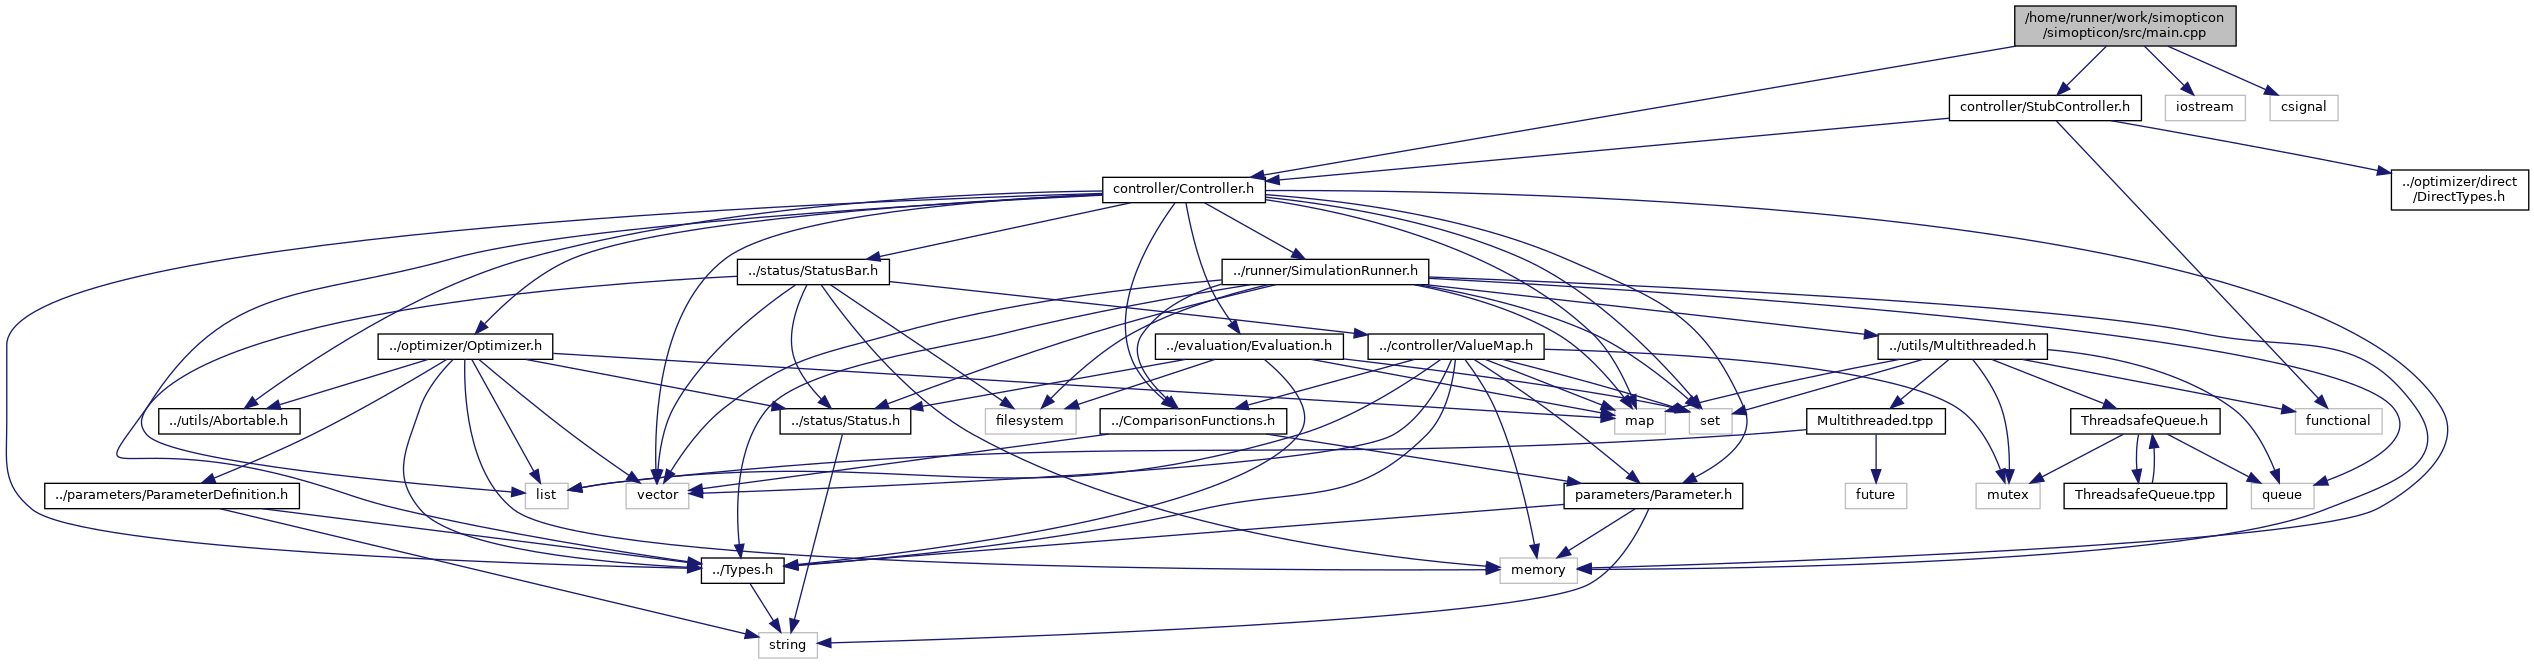 /home/runner/work/simopticon
/simopticon/src/main.cpp
controller/StubController.h
iostream
csignal
controller/Controller.h
../optimizer/direct
/DirectTypes.h
../status/StatusBar.h
../runner/SimulationRunner.h
../optimizer/Optimizer.h
../evaluation/Evaluation.h
../controller/ValueMap.h
../utils/Multithreaded.h
../utils/Abortable.h
../status/Status.h
filesystem
../ComparisonFunctions.h
map
set
Multithreaded.tpp
ThreadsafeQueue.h
functional
../parameters/ParameterDefinition.h
list
vector
parameters/Parameter.h
future
mutex
ThreadsafeQueue.tpp
queue
../Types.h
memory
string